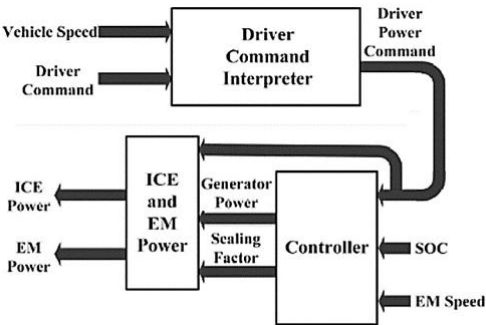 Vehicle Speed
Driver
Command
Driver
Command
Interpreter
Driver
Power
Command
ICE
Power
EM
Power
ICE
and
EM
Power
Generator
Power
Scaling
Factor
Controller
SOC
EM Speed